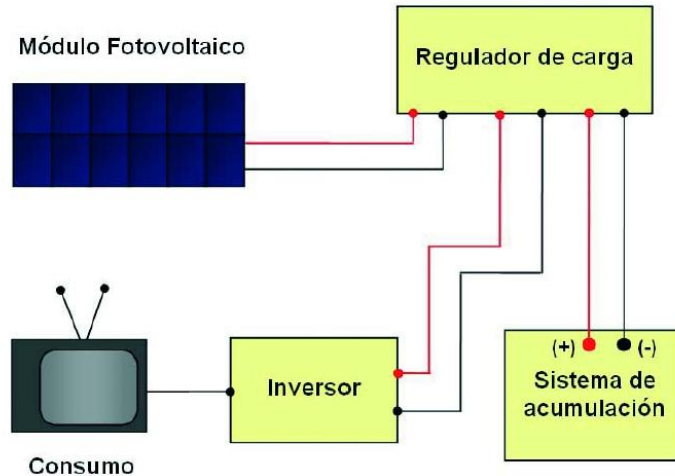 Módulo Fotovoltaico
Regulador de carga
(+) (-)
Sistema de
acumulación
Inversor
Consumo